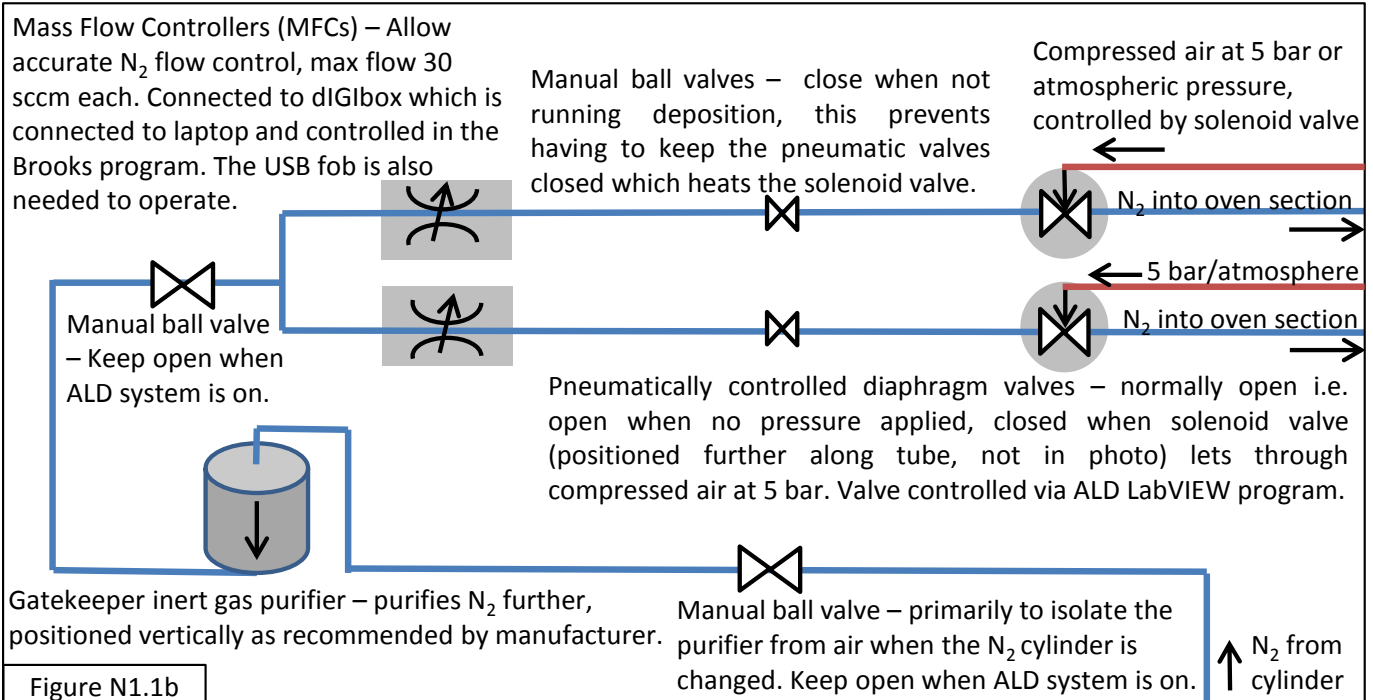 Mass Flow Controllers (MFCs) – Allow
accurate N₂ flow control, max flow 30
sccm each. Connected to dIGIbox which is
connected to laptop and controlled in the
Brooks program. The USB fob is also
needed to operate.
Manual ball valves – close when not
running deposition, this prevents
having to keep the pneumatic valves
closed which heats the solenoid valve.
Compressed air at 5 bar or
atmospheric pressure,
controlled by solenoid valve
N₂ into oven section
5 bar/atmosphere
N₂ into oven section
Manual ball valve
– Keep open when
ALD system is on.
Pneumatically controlled diaphragm valves – normally open i.e.
open when no pressure applied, closed when solenoid valve
(positioned further along tube, not in photo) lets through
compressed air at 5 bar. Valve controlled via ALD LabVIEW program.
Gatekeeper inert gas purifier – purifies N₂ further,
positioned vertically as recommended by manufacturer.
Manual ball valve – primarily to isolate the
purifier from air when the N₂ cylinder is
changed. Keep open when ALD system is on.
N₂ from
cylinder
Figure N1.1b